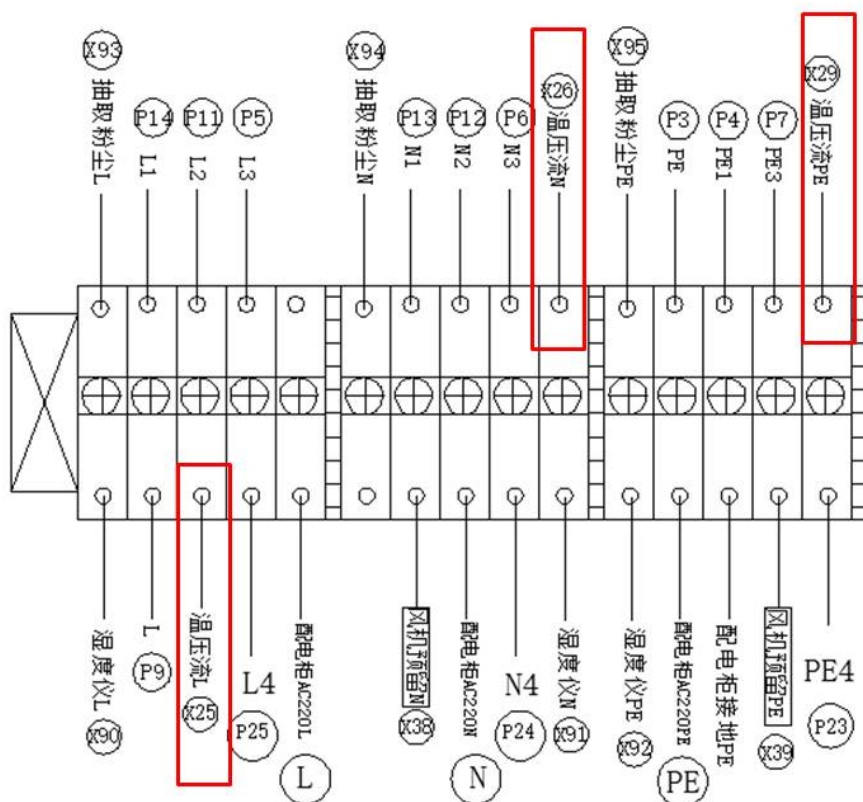 X93
抽取粉尘L
P14
L1
P11
L2
P5
L3
X94
抽取粉尘N
P13
N1
P12
N2
P6
N3
X26
温压流N
X95
抽取粉尘PE
P3
PE
P4
PE1
P7
PE3
X29
温压流PE
湿度仪L
X90
L
P9
温压流L
X25
L4
P25
配电柜AC220L
L
风机预留N
X38
配电柜AC220N
N
N4
P24
湿度仪N
X91
湿度仪PE
X92
配电柜AC220PE
PE
配电柜接地PE
风机预留PE
X39
PE4
P23